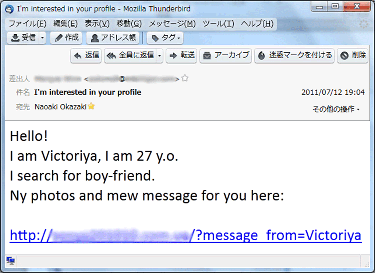 I'm interested in your profile - Mozilla Thunderbird
ファイル(F) 編集(E) 表示(V) 移動(G) メッセージ(M) ツール(T) ヘルプ(H)
受信 作成 アドレス帳 タグ
返信 全員に返信 転送 アーカイブ 迷惑マークを付ける 削除
差出人
件名 I'm interested in your profile 2011/07/12 19:04
宛先 Naoaki Okazaki その他の操作
Hello!
I am Victoriya, I am 27 y.o.
I search for boy-friend.
Ny photos and mew message for you here:
http:// /?message_from=Victoriya